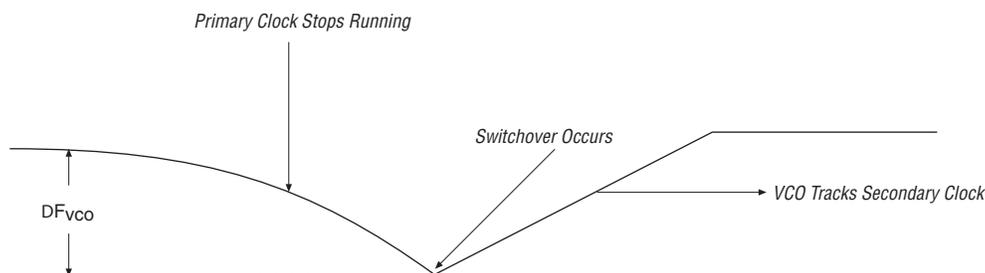 Primary Clock Stops Running
Switchover Occurs
VCO Tracks Secondary Clock
DFvco